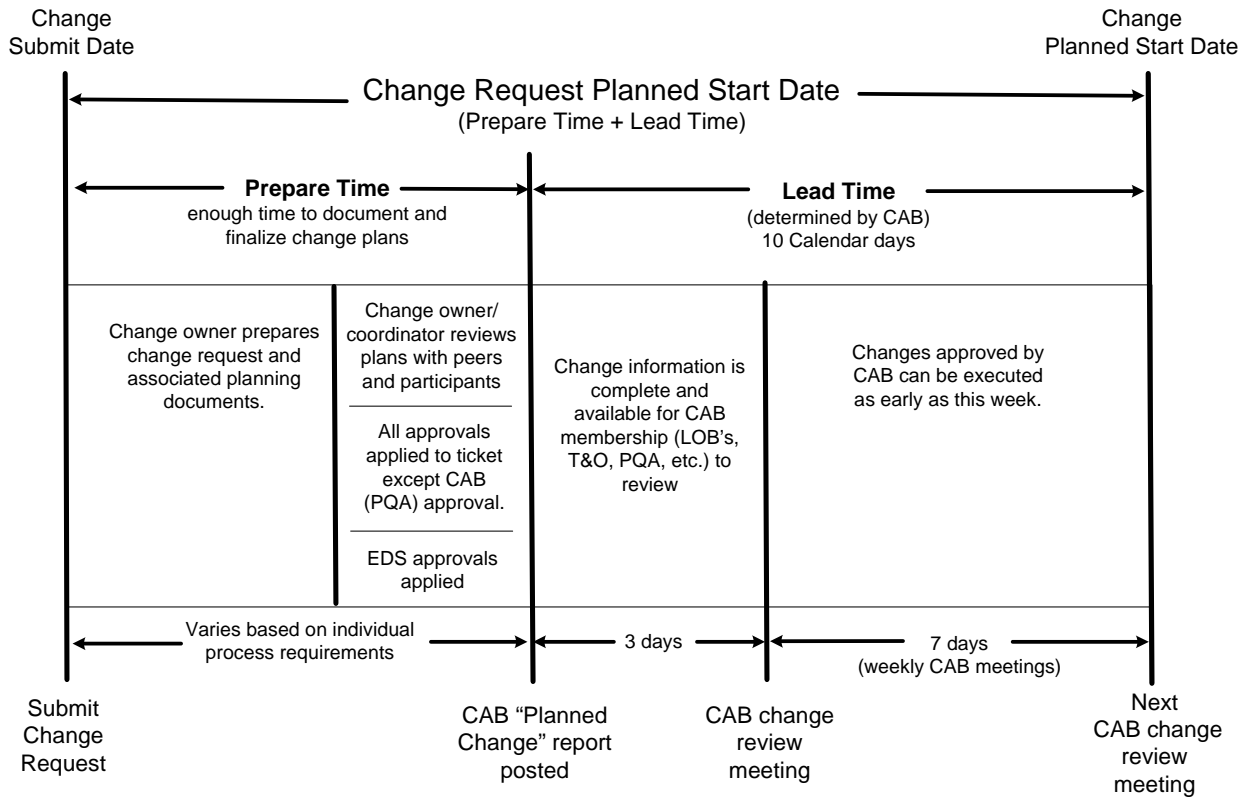 Change
Submit Date
Change
Planned Start Date
Change Request Planned Start Date
(Prepare Time + Lead Time)
Prepare Time
enough time to document and
finalize change plans
Lead Time
(determined by CAB)
10 Calendar days
Change owner prepares
change request and
associated planning
documents.
Change owner/
coordinator reviews
plans with peers
and participants
All approvals
applied to ticket
except CAB
(PQA) approval.
EDS approvals
applied
Change information is
complete and
available for CAB
membership (LOB's,
T&O, PQA, etc.) to
review
Changes approved by
CAB can be executed
as early as this week.
Varies based on individual
process requirements
3 days
7 days
(weekly CAB meetings)
Submit
Change
Request
CAB “Planned
Change” report
posted
CAB change
review
meeting
Next
CAB change
review
meeting